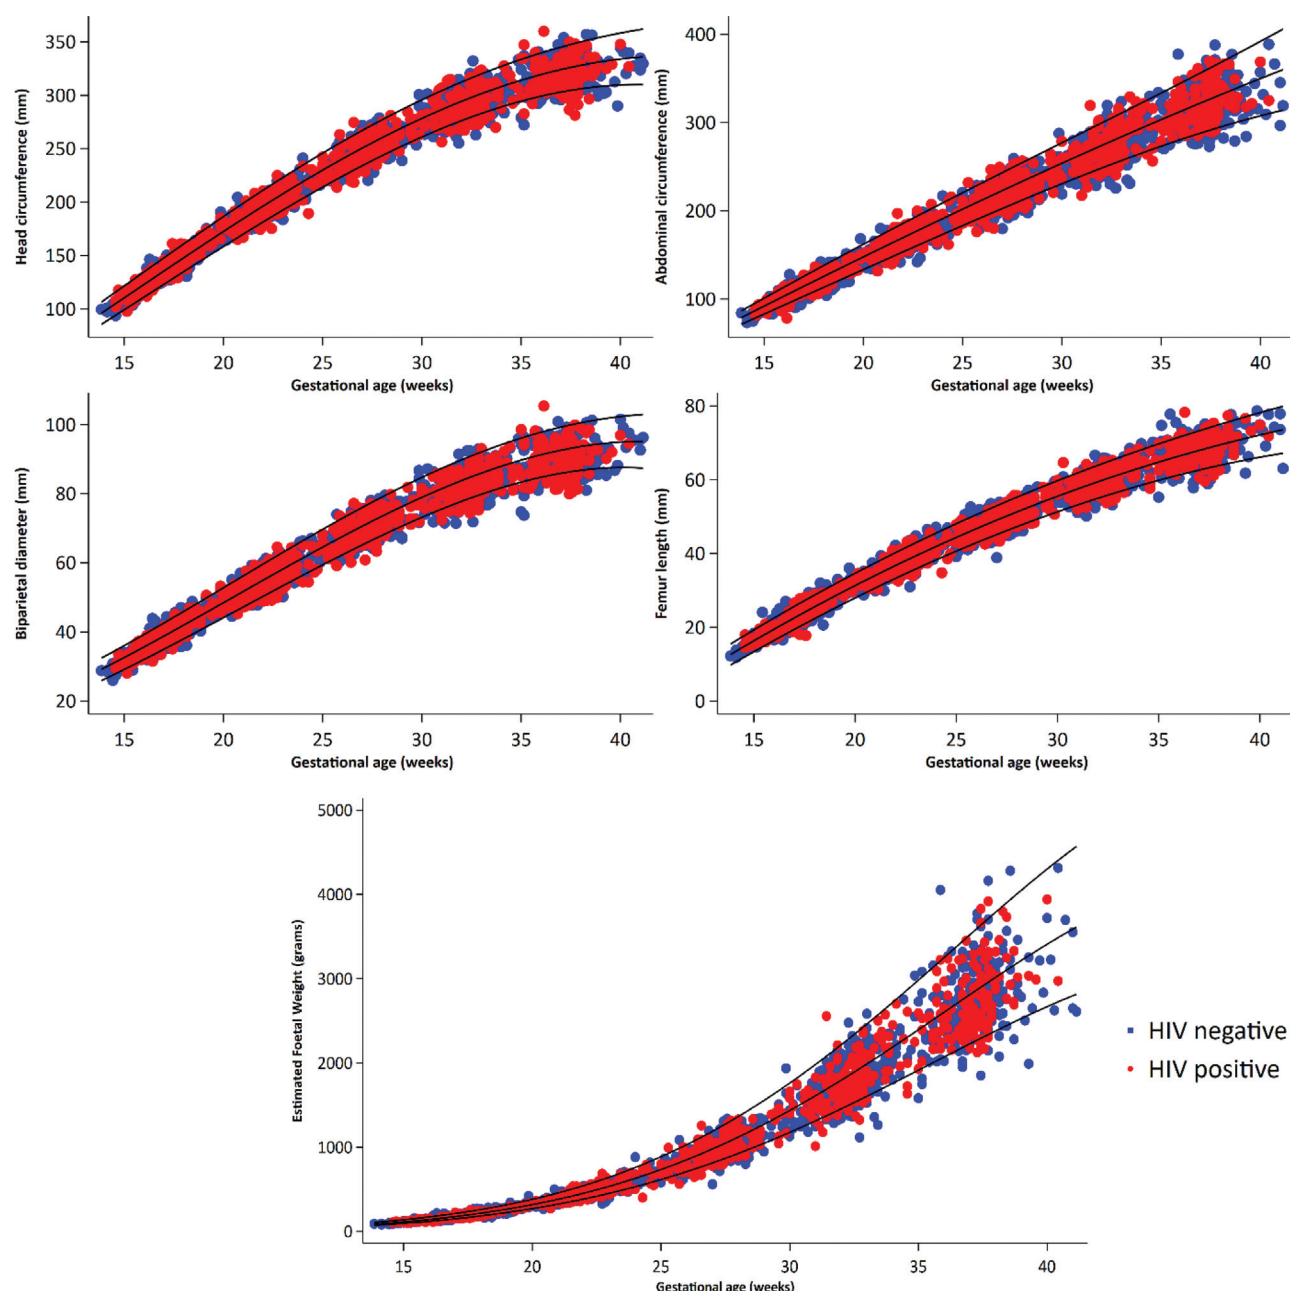 Head circumference (mm)
350
300
250
200
150
100
15 20 25 30 35 40
Gestational age (weeks)
Abdominal circumference (mm)
400
300
200
100
15 20 25 30 35 40
Gestational age (weeks)
Biparietal diameter (mm)
100
80
60
40
20
15 20 25 30 35 40
Gestational age (weeks)
Femur length (mm)
80
60
40
20
0
15 20 25 30 35 40
Gestational age (weeks)
Estimated Foetal Weight (grams)
5000
4000
3000
2000
1000
0
15 20 25 30 35 40
Gestational age (weeks)
HIV negative
HIV positive